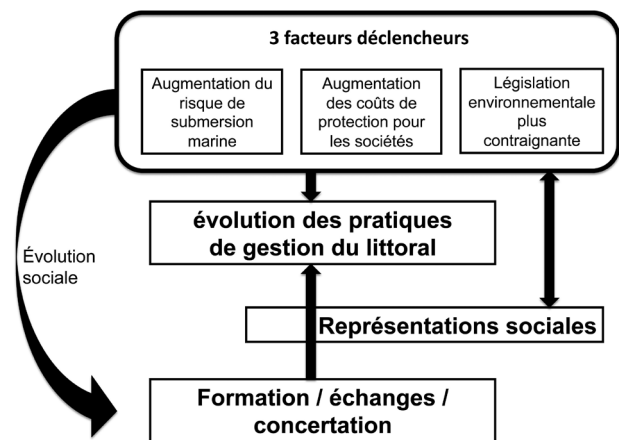 3 facteurs déclencheurs
Augmentation du
risque de
submersion
marine
Augmentation
des coûts de
protection pour
les sociétés
Législation
environnementale
plus
contraignante
évolution des pratiques
de gestion du littoral
Évolution
sociale
Représentations sociales
Formation / échanges /
concertation